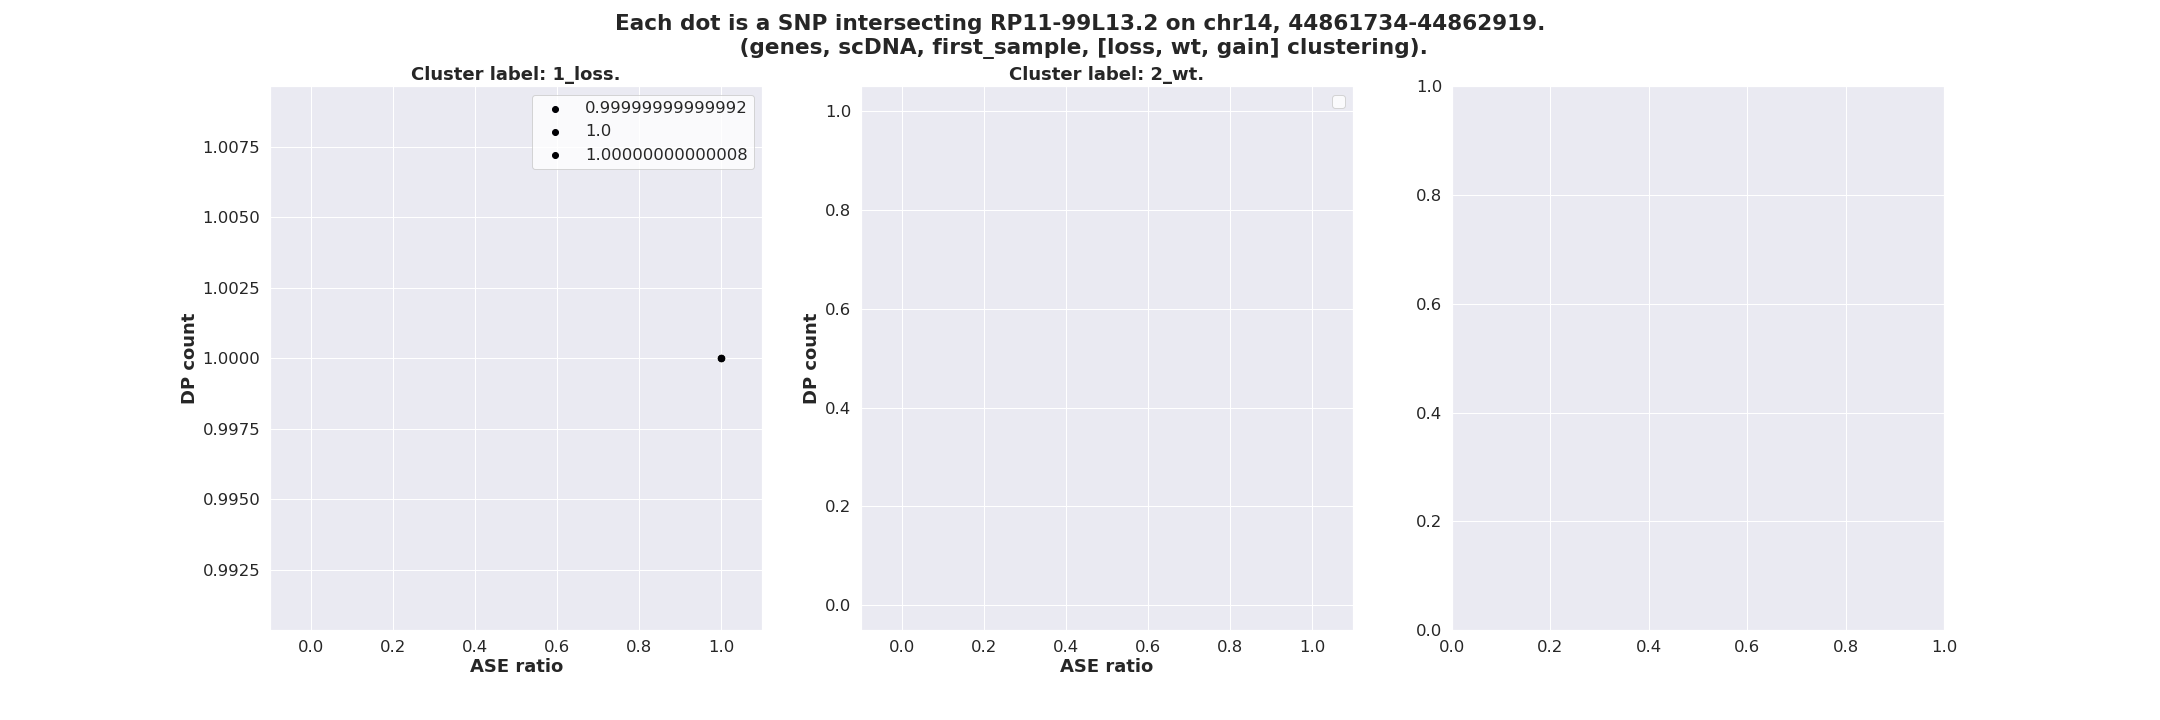 Each dot is a SNP intersecting RP11-99L13.2 on chr14, 44861734-44862919.
(genes, scDNA, first_sample, [loss, wt, gain] clustering).
Cluster label: 1_loss.
0.99999999999992
1.0
1.00000000000008
1.0075
1.0050
1.0025
1.0000
0.9975
0.9950
0.9925
DP count
0.0 0.2 0.4 0.6 0.8 1.0
ASE ratio
Cluster label: 2_wt.
1.0
0.8
0.6
0.4
0.2
0.0
DP count
0.0 0.2 0.4 0.6 0.8 1.0
ASE ratio
1.0
0.8
0.6
0.4
0.2
0.0
0.0 0.2 0.4 0.6 0.8 1.0